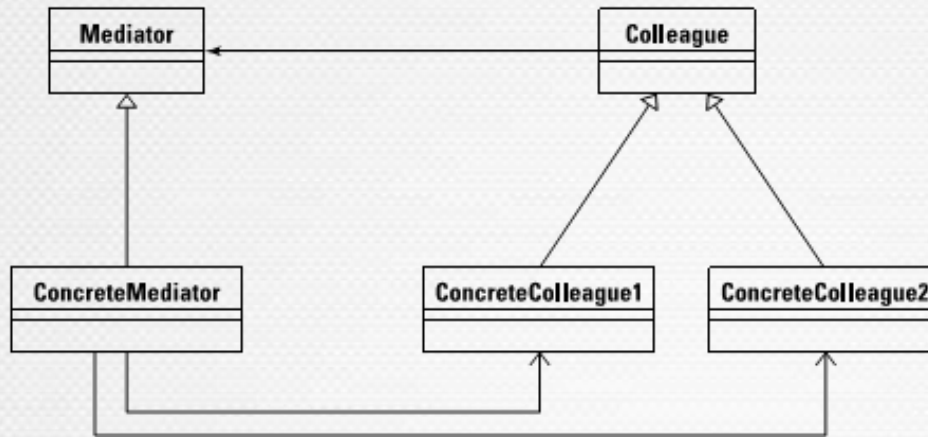 Mediator
Colleague
ConcreteMediator
ConcreteColleague1
ConcreteColleague2